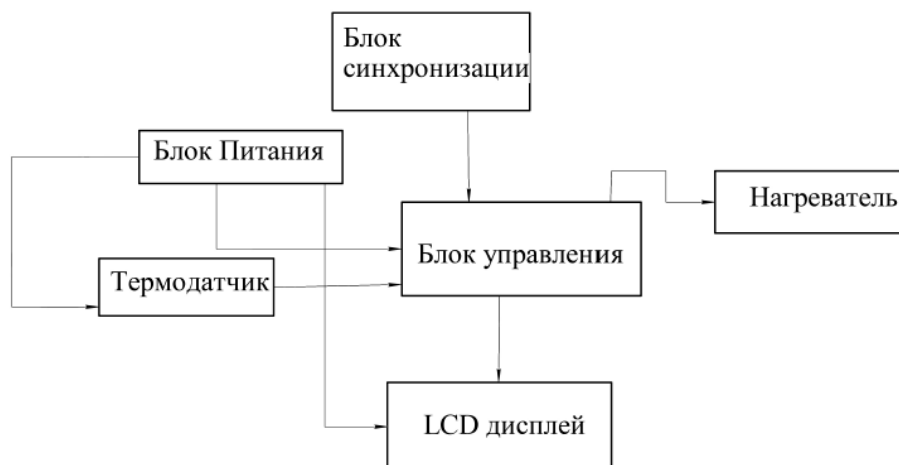 Блок
синхронизации
Блок Питания
Нагреватель
Блок управления
Термодатчик
LCD дисплей